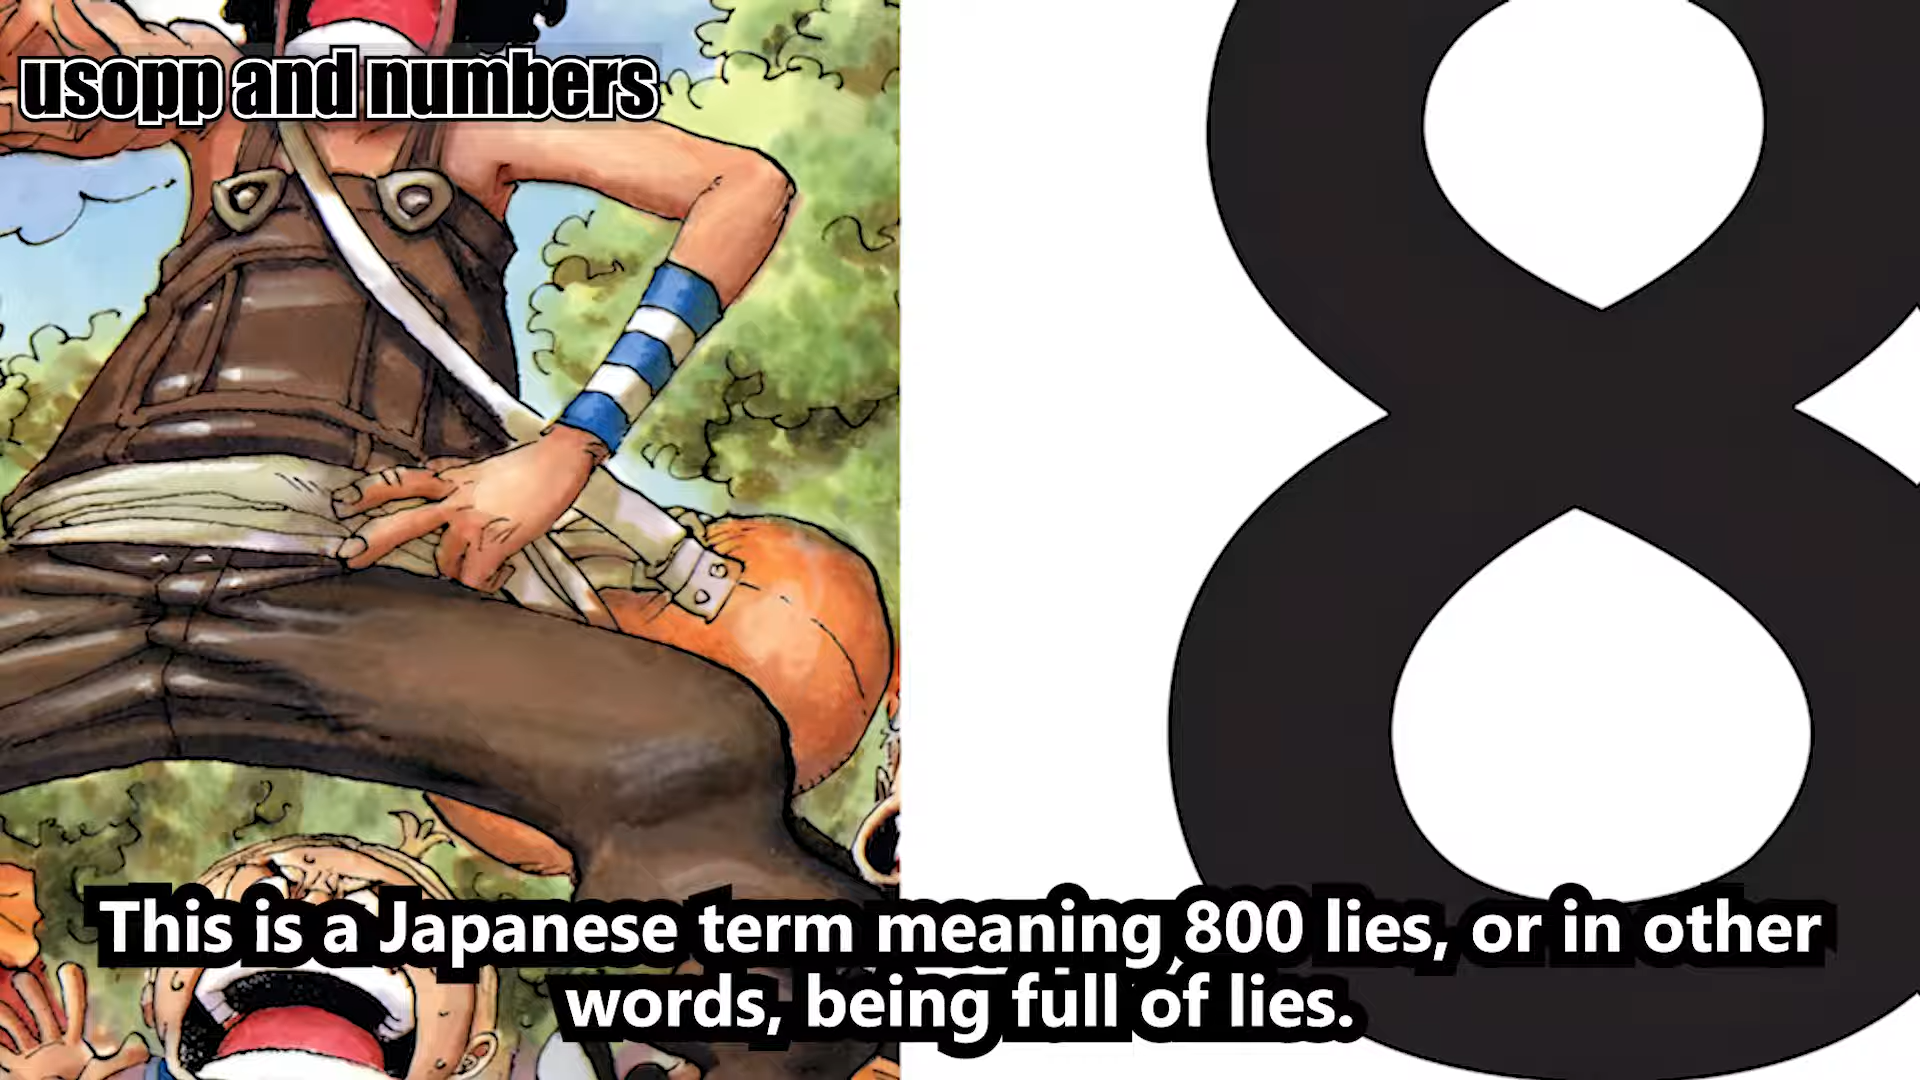 usopp and numbers
8
This is a Japanese term meaning 800 lies, or in other
words, being full of lies.